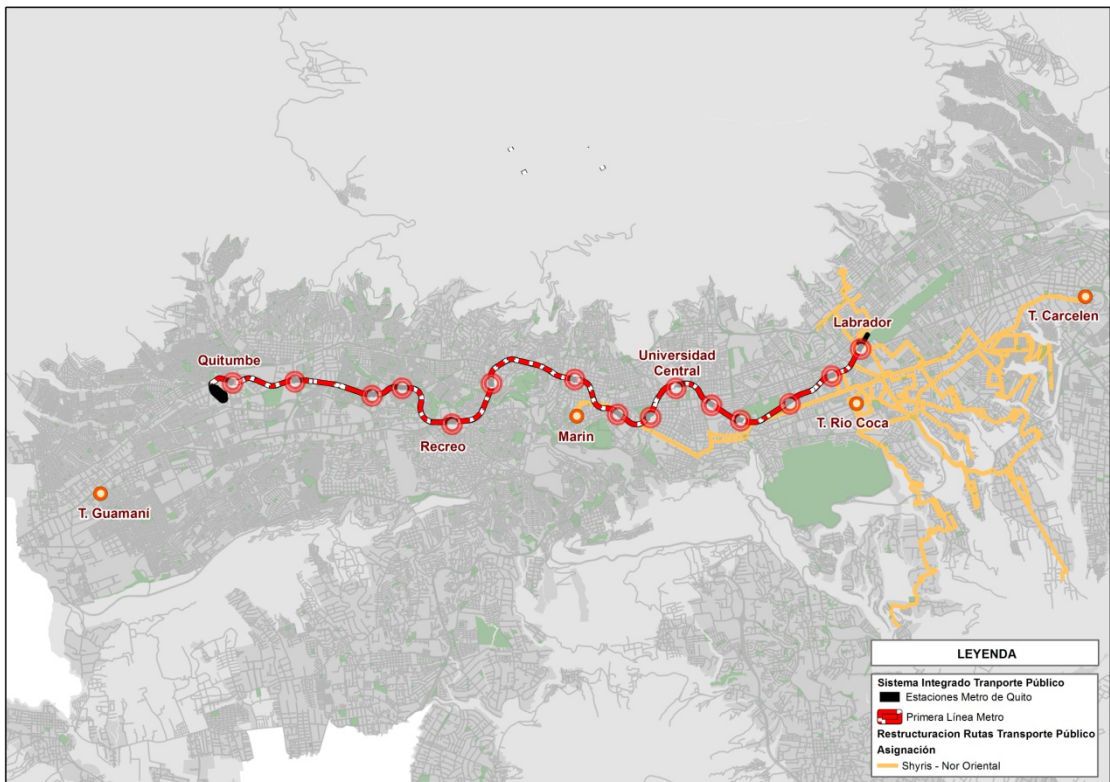 T. Carcelen
Labrador
Universidad
Central
Quitumbe
T. Rio Coca
Marin
Recreo
T. Guamaní
LEYENDA
Sistema Integrado Tranporte Público
Estaciones Metro de Quito
Primera Línea Metro
Restructuracion Rutas Transporte Público
Asignación
Shyris - Nor Oriental